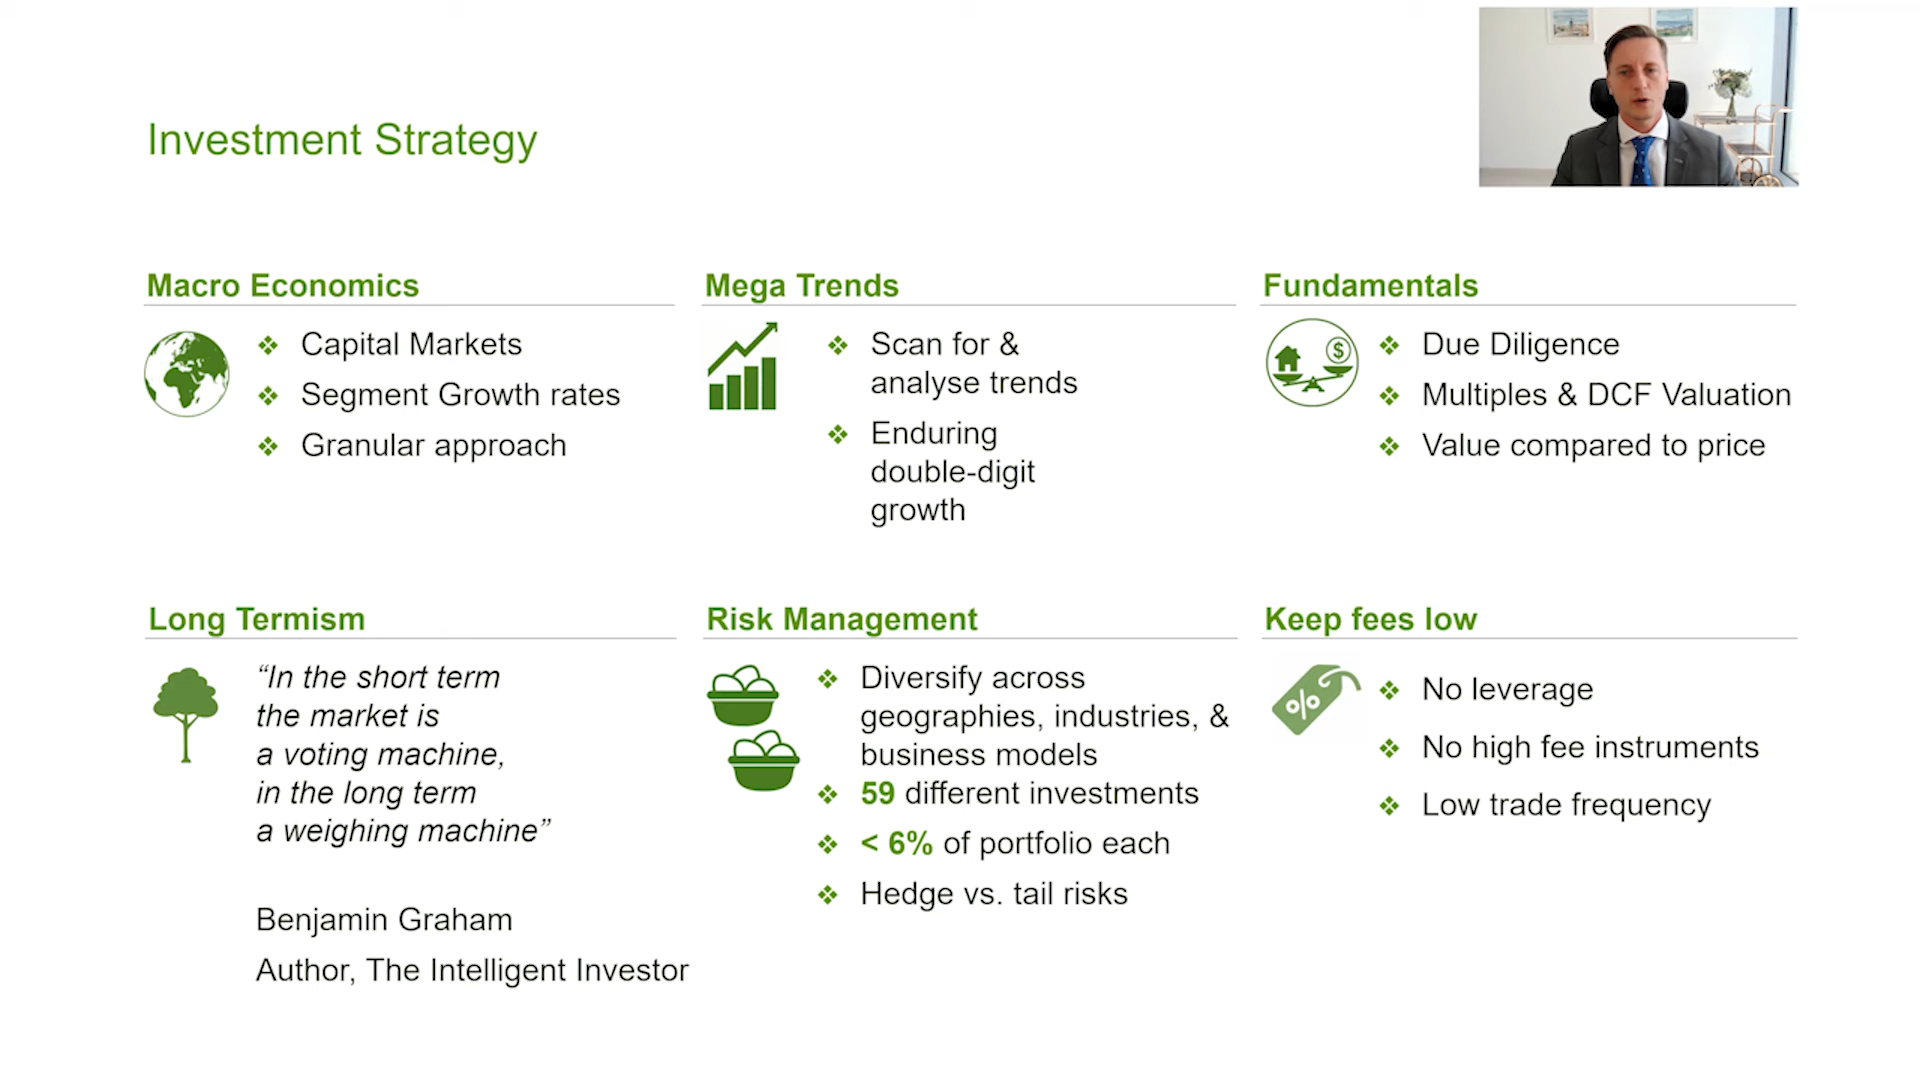 Investment Strategy
Macro Economics
Capital Markets
Segment Growth rates
Granular approach
Mega Trends
Scan for &
analyse trends
Enduring
double-digit
growth
Fundamentals
$
Due Diligence
Multiples & DCF Valuation
Value compared to price
Long Termism
“In the short term
the market is
a voting machine,
in the long term
a weighing machine”
Benjamin Graham
Author, The Intelligent Investor
Risk Management
Diversify across
geographies, industries, &
business models
59 different investments
< 6% of portfolio each
Hedge vs. tail risks
Keep fees low
%
No leverage
No high fee instruments
Low trade frequency